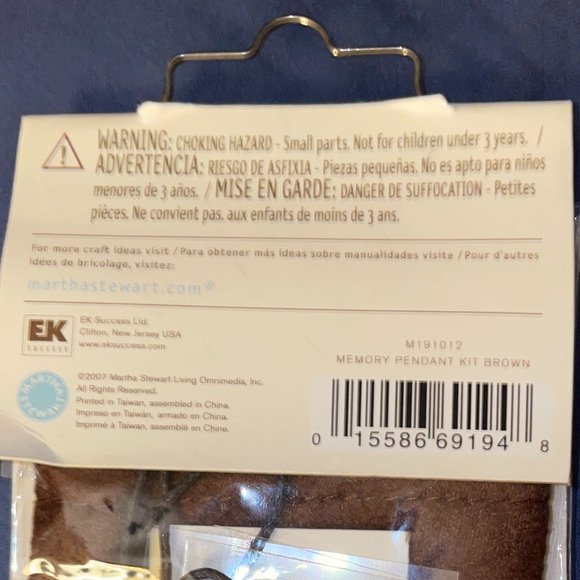 WARNING: CHOKING HAZARD - Small parts. Not for children under 3 years. /
ADVERTENCIA: RIESGO DE ASFIXIA - Piezas pequeñas. No es apto para niños
menores de 3 años. / MISE EN GARDE: DANGER DE SUFFOCATION - Petites
pièces. Ne convient pas. aux enfants de moins de 3 ans.
For more craft ideas visit / Para obtener más ideas sobre manualidades visite / Pour d'autres
idées de bricolage, visitez:
marthastewart.com®
EK
SUCCESS
EK Success Ltd.
Clifton, New Jersey USA
www.eksuccess.com
M191012
MEMORY PENDANT KIT BROWN
MARTHA STEWART
©2007 Martha Stewart Living Omnimedia, Inc.
All Rights Reserved.
Printed in Taiwan, assembled in China.
Impreso en Taiwán, armado en China.
Imprimé à Taiwan, assemblé en Chine.
0 15586 69194 8